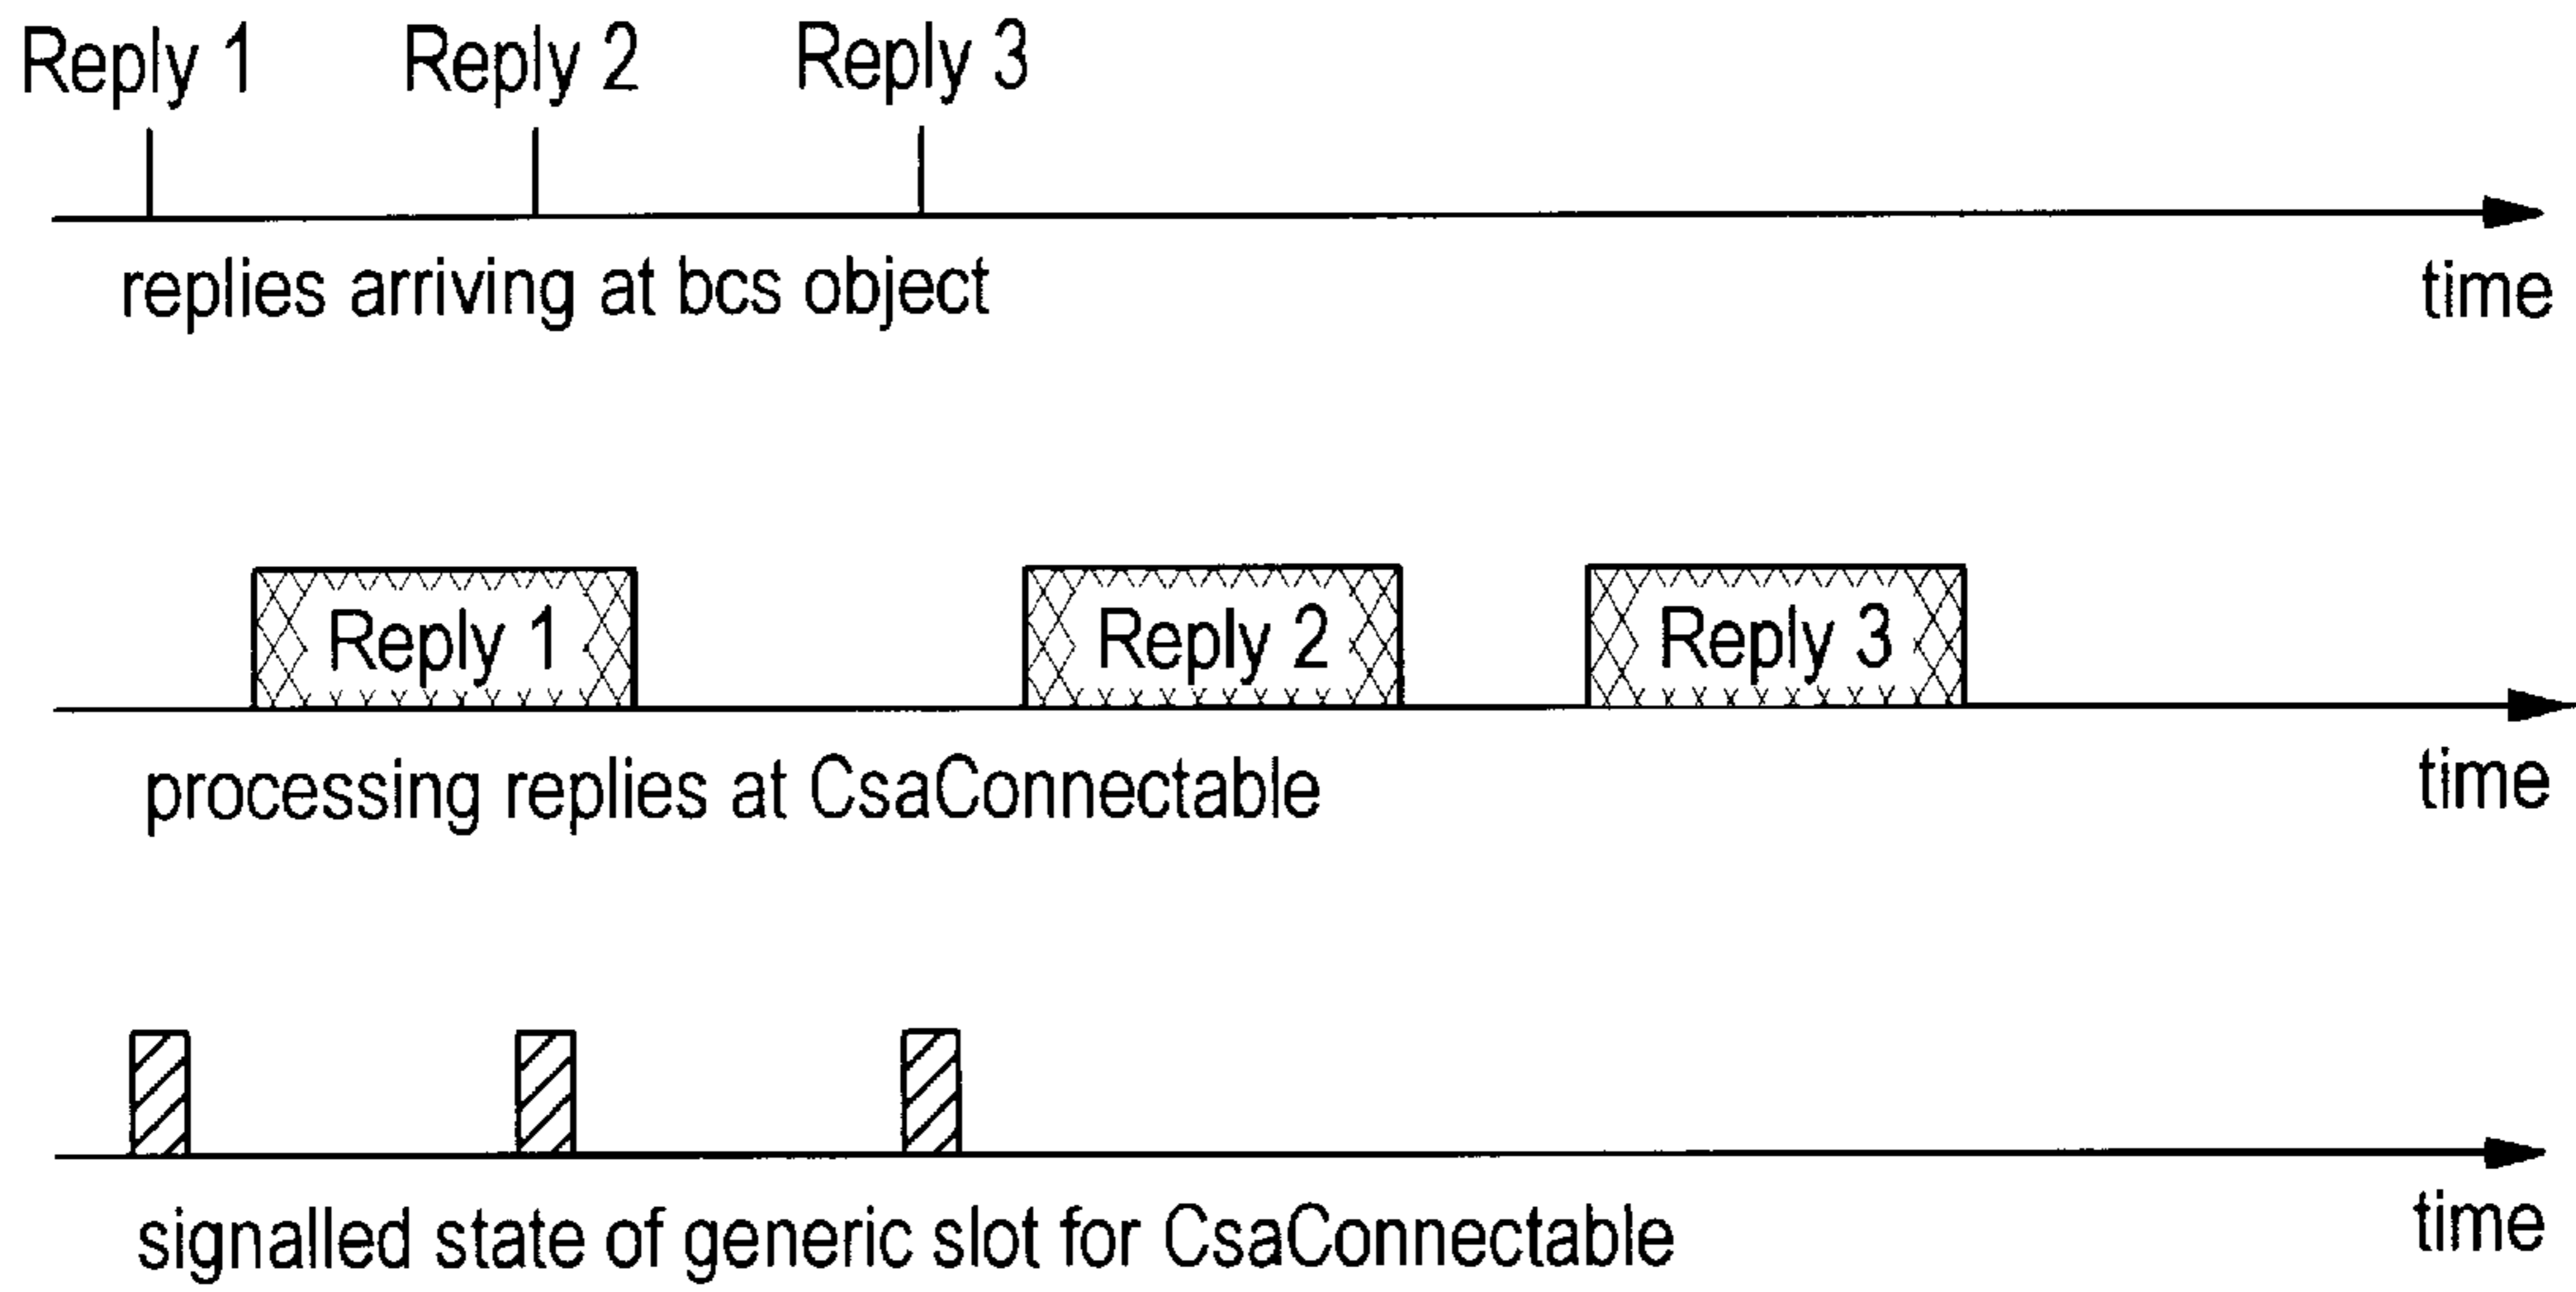 Reply 1 Reply 2 Reply 3
replies arriving at bcs object time
Reply 1 Reply 2 Reply 3
processing replies at CsaConnectable time
signalled state of generic slot for CsaConnectable time